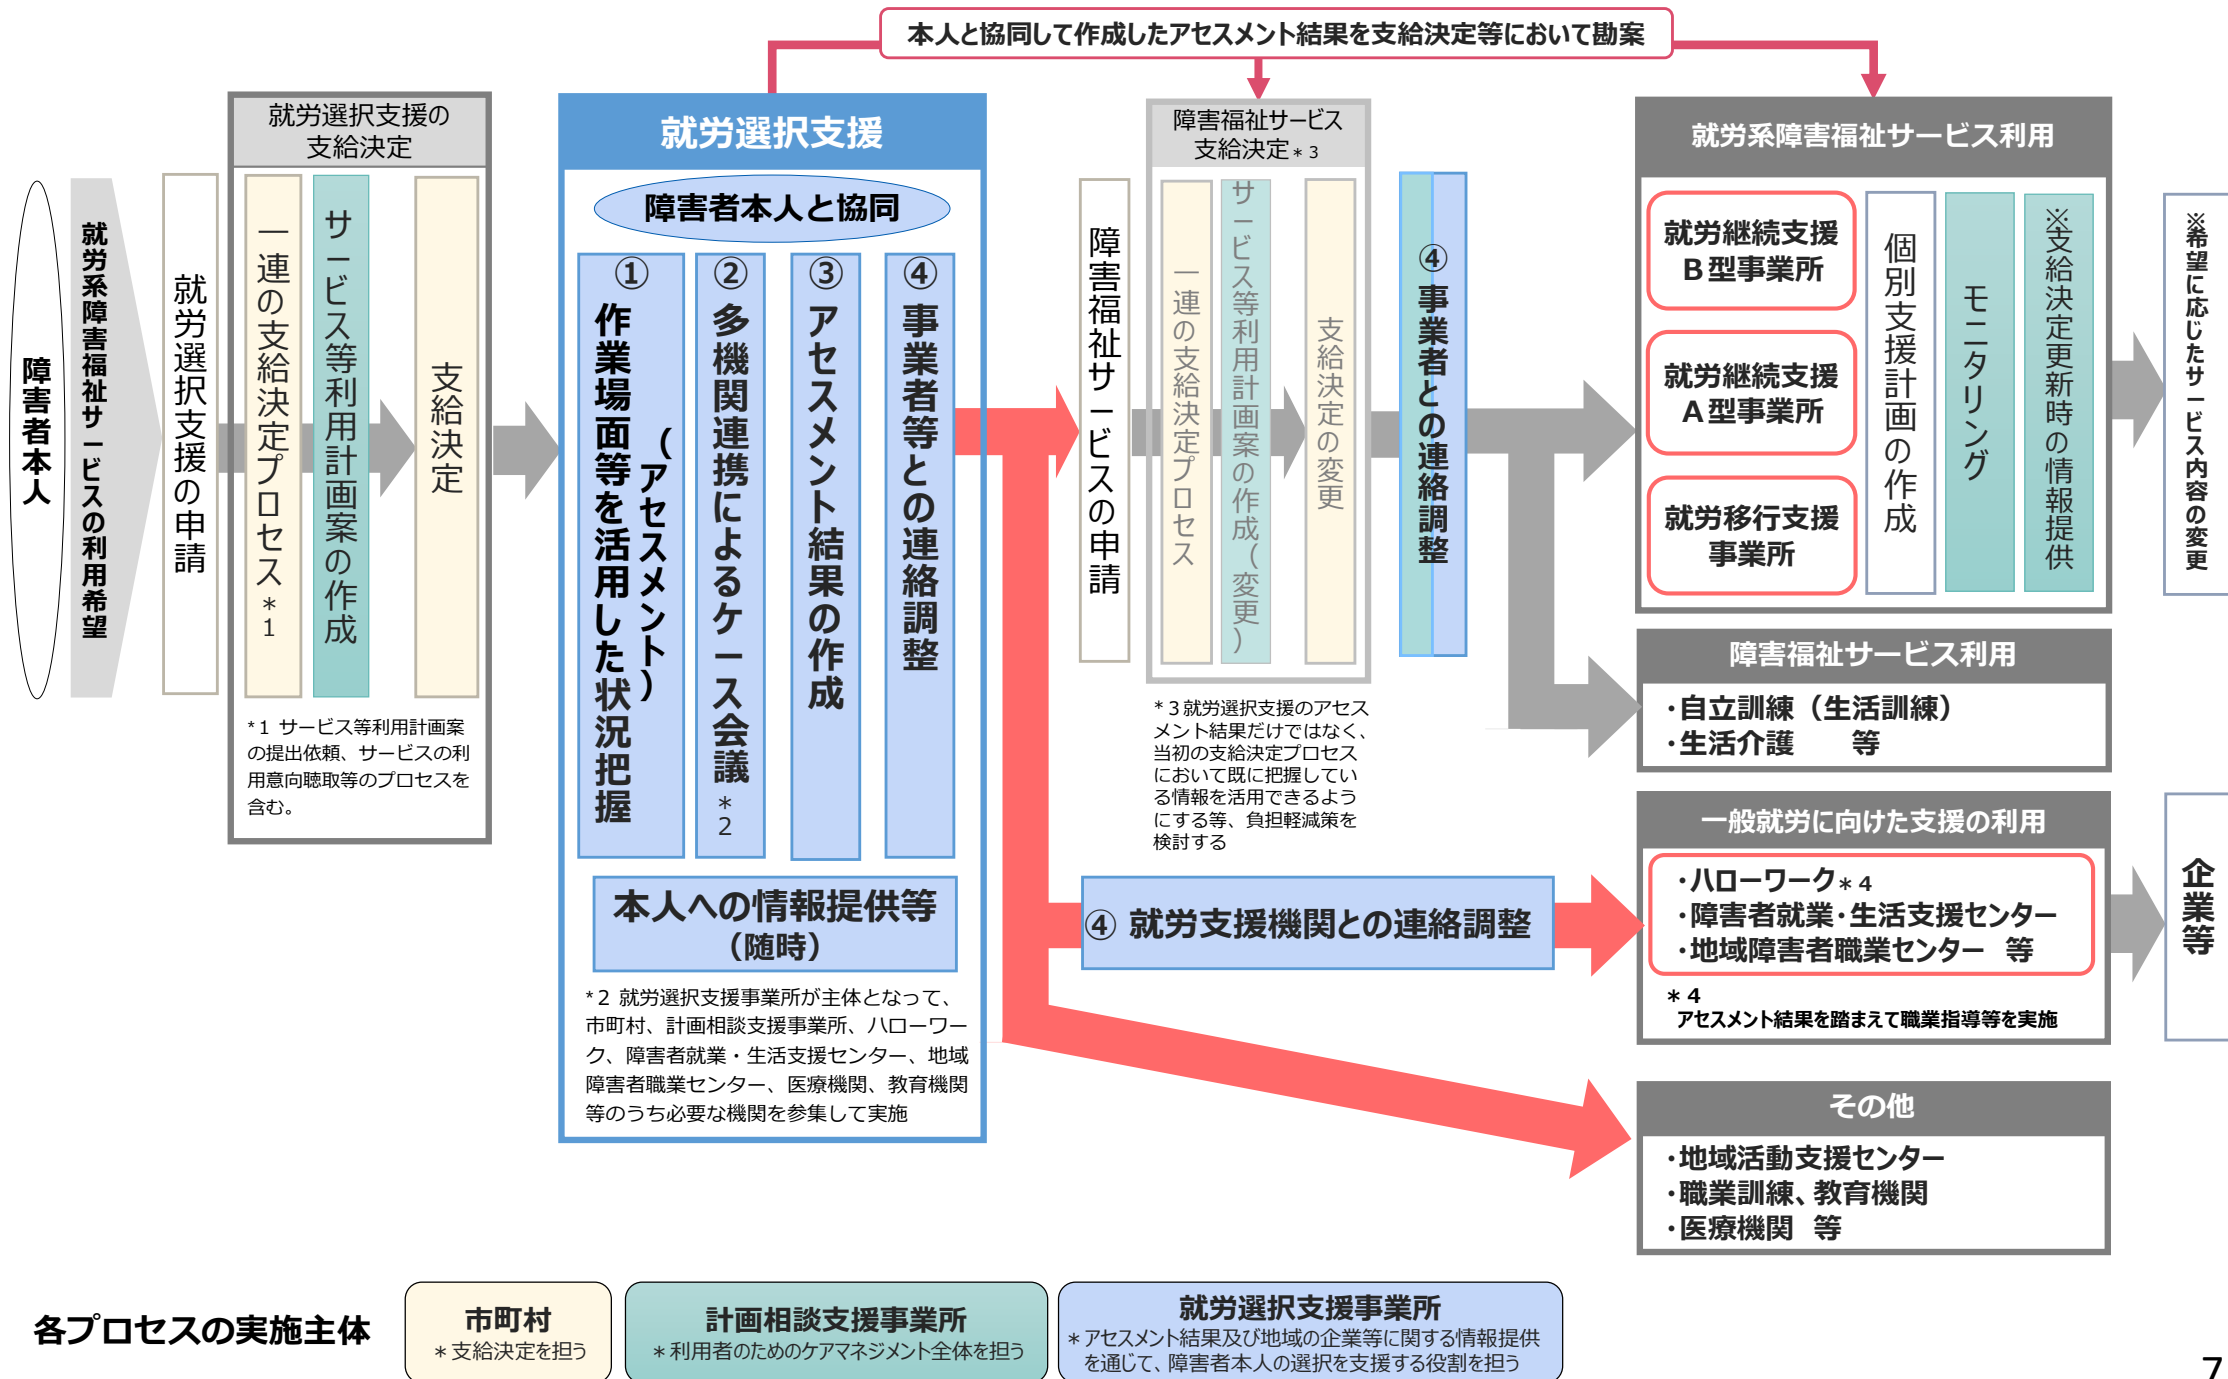 本人と協同して作成したアセスメント結果を支給決定等において勘案
障害者本人
就労系障害福祉サービスの利用希望
就労選択支援の申請
就労選択支援の
支給決定
一連の支給決定プロセス*1
サービス等利用計画案の作成
支給決定
*1 サービス等利用計画案
の提出依頼、サービスの利
用意向聴取等のプロセスを
含む。
就労選択支援
障害者本人と協同
①
作業場面等を活用した状況把握
（アセスメント）
②多機関連携によるケース会議*2
③アセスメント結果の作成
④事業者等との連絡調整
本人への情報提供等
（随時）
*2 就労選択支援事業所が主体となって、
市町村、計画相談支援事業所、ハローワー
ク、障害者就業・生活支援センター、地域
障害者職業センター、医療機関、教育機関
等のうち必要な機関を参集して実施
障害福祉サービスの申請
障害福祉サービス
支給決定＊3
一連の支給決定プロセス
サービス等利用計画案の作成（変更）
支給決定の変更
*３就労選択支援のアセス
メント結果だけではなく、
当初の支給決定プロセス
において既に把握してい
る情報を活用できるよう
にする等、負担軽減策を
検討する
④事業者との連絡調整
④ 就労支援機関との連絡調整
就労系障害福祉サービス利用
就労継続支援
Ｂ型事業所
就労継続支援
Ａ型事業所
就労移行支援
事業所
個別支援計画の作成
モニタリング
※支給決定更新時の情報提供
※希望に応じたサービス内容の変更
障害福祉サービス利用
・自立訓練（生活訓練）
・生活介護　　等
一般就労に向けた支援の利用
・ハローワーク＊4
・障害者就業・生活支援センター
・地域障害者職業センター　等
＊4
アセスメント結果を踏まえて職業指導等を実施
企業等
その他
・地域活動支援センター
・職業訓練、教育機関
・医療機関　等
各プロセスの実施主体
市町村
＊支給決定を担う
計画相談支援事業所
＊利用者のためのケアマネジメント全体を担う
就労選択支援事業所
＊アセスメント結果及び地域の企業等に関する情報提供
を通じて、障害者本人の選択を支援する役割を担う
7